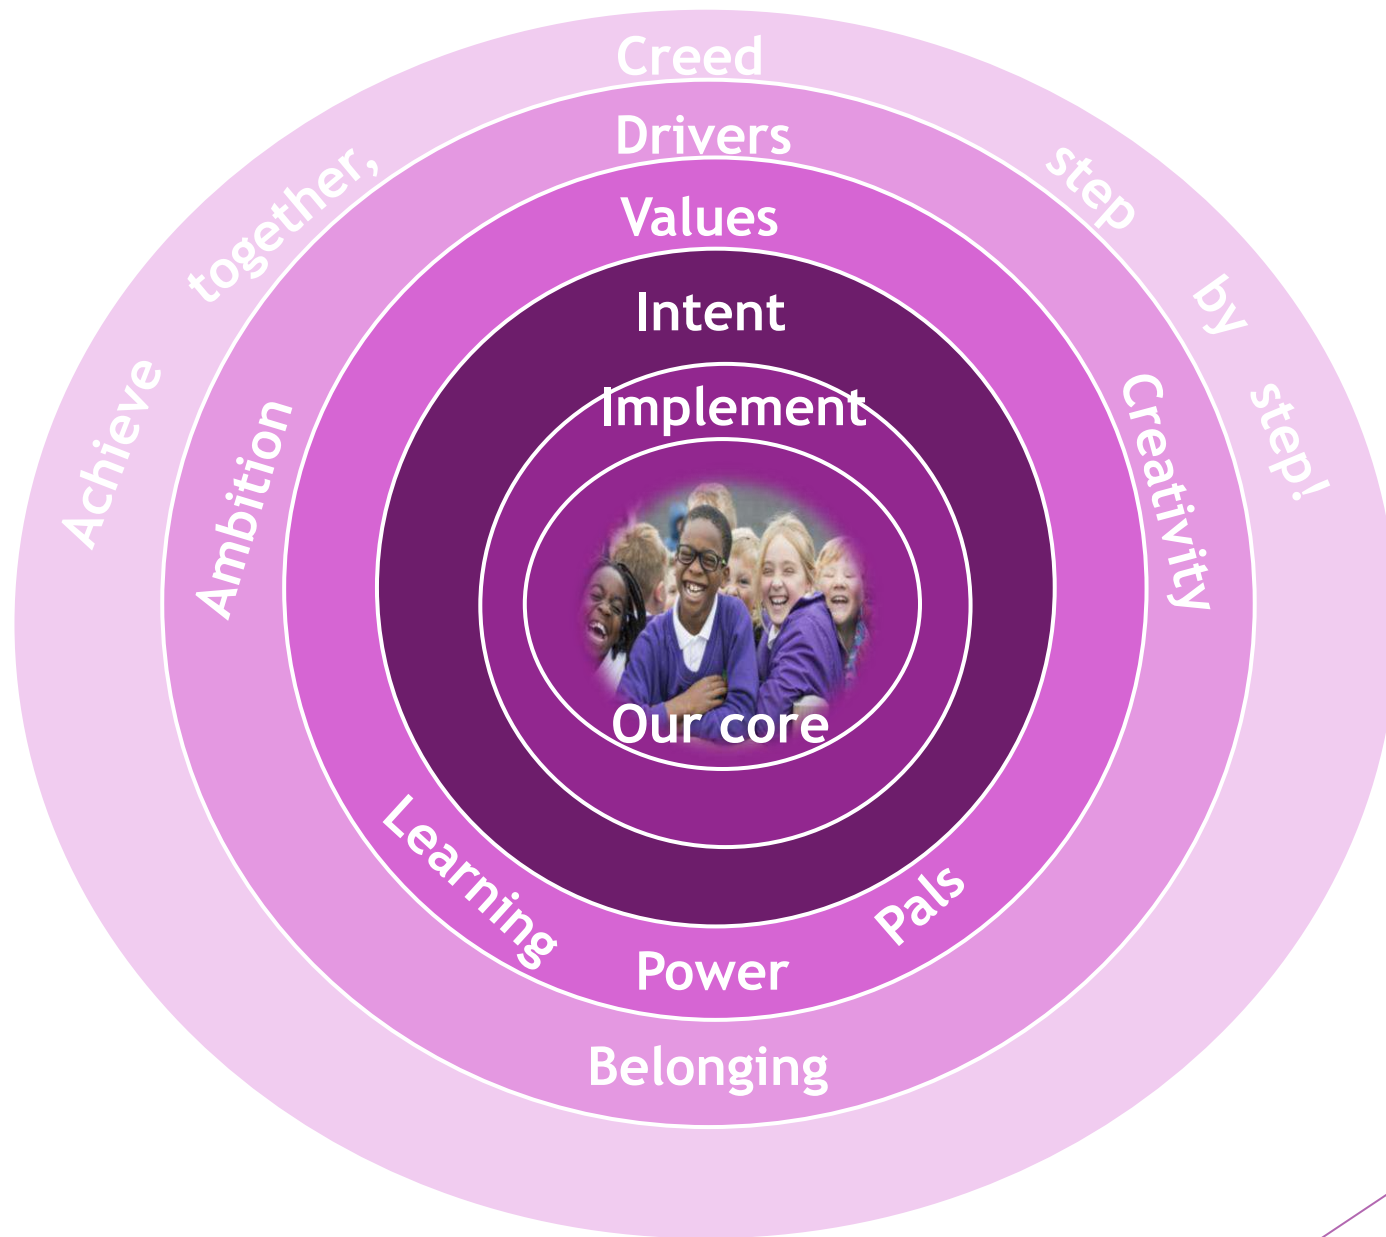 Creed
Achieve together, step by step!
Drivers
Ambition
Creativity
Belonging
Values
Learning Power Pals
Intent
Implement
Our core